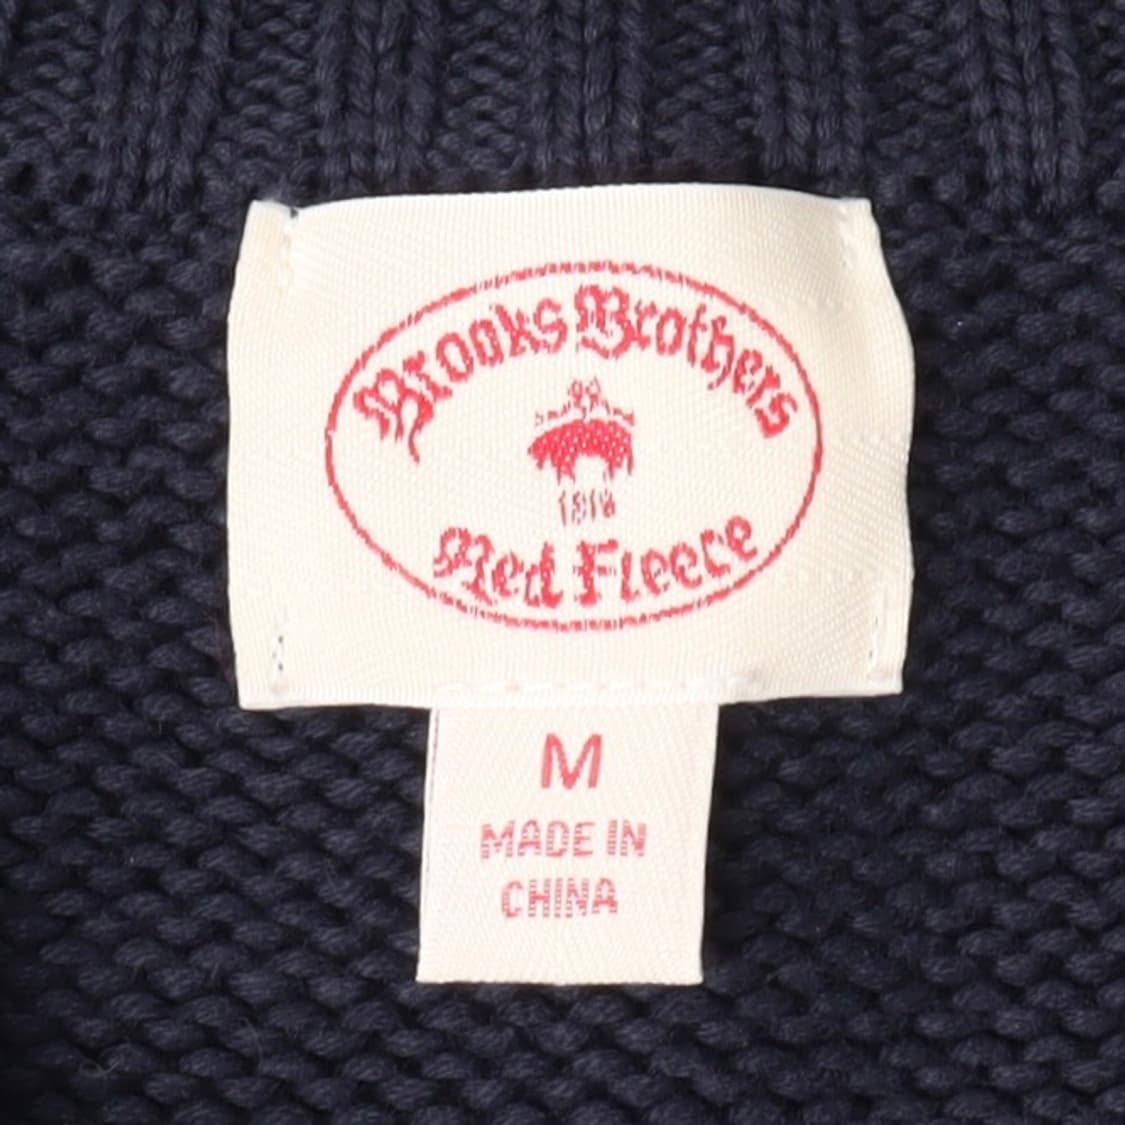 Brooks Brothers
1818
Red Fleece
M
MADE IN
CHINA